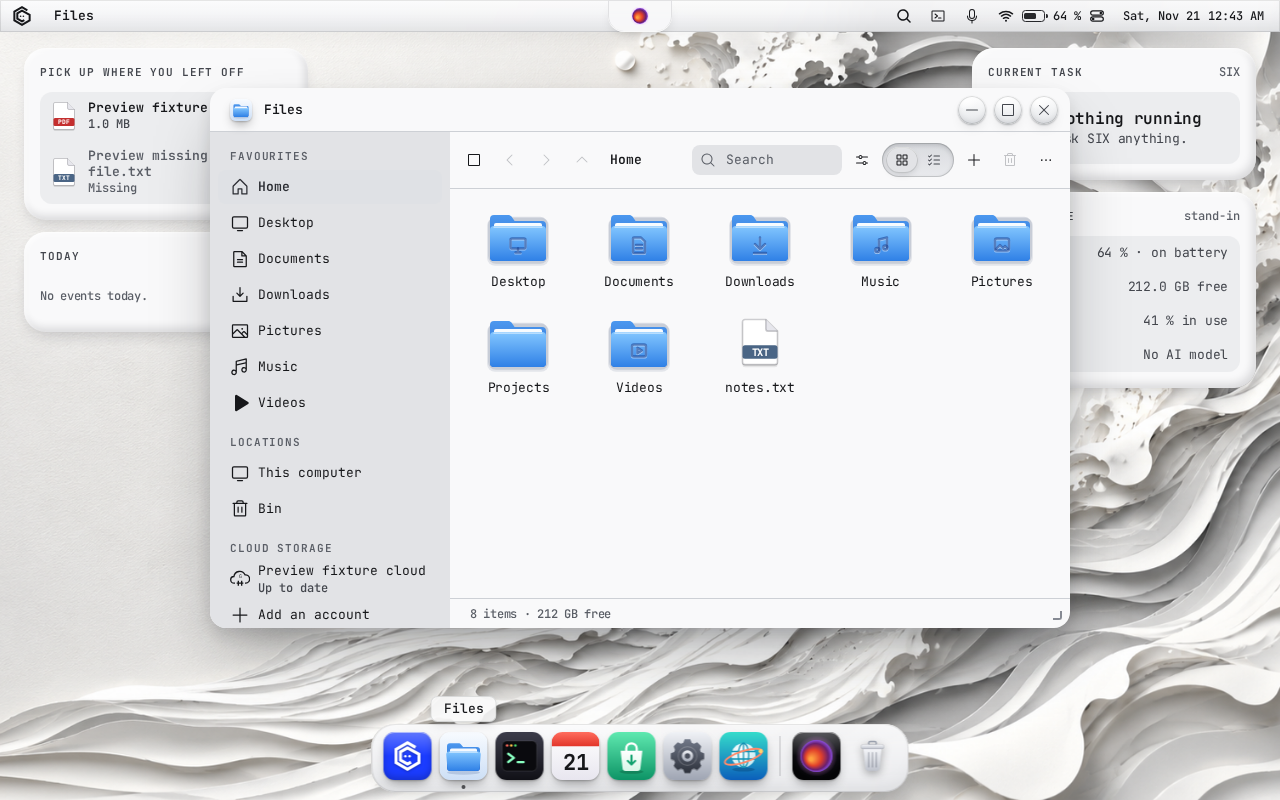 Files
64 %
Sat, Nov 21 12:43 AM
PICK UP WHERE YOU LEFT OFF
Preview fixture
1.0 MB
PDF
Preview missing
file.txt
Missing
TXT
TODAY
No events today.
CURRENT TASK
SIX
othing running
SIX anything.
stand-in
64 % · on battery
212.0 GB free
41 % in use
No AI model
Files
FAVOURITES
Home
Desktop
Documents
Downloads
Pictures
Music
Videos
LOCATIONS
This computer
Bin
CLOUD STORAGE
Preview fixture cloud
Up to date
Add an account
Home
Search
Desktop
Documents
Downloads
Music
Pictures
Projects
Videos
TXT
notes.txt
8 items · 212 GB free
Files
21